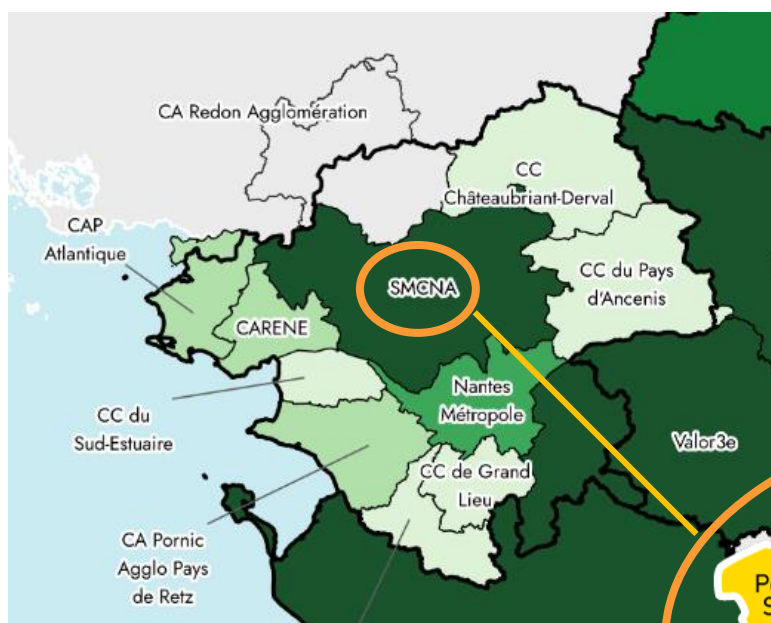 CA Redon Agglomération
CC
Châteaubriant-Derval
CAP
Atlantique
SMCNA
CC du Pays
d'Ancenis
CARENE
Nantes
Métropole
CC du
Sud-Estuaire
Valor3e
CC de Grand
Lieu
CA Pornic
Agglo Pays
de Retz